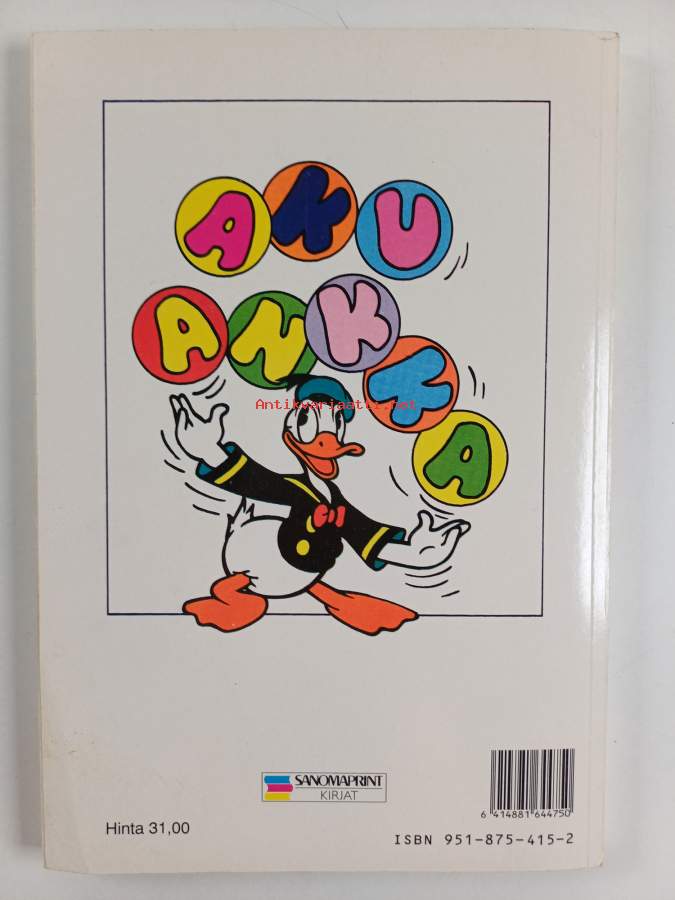 AKU
ANKKA
Antikvariaatti.net
SANOMAPRINT
KIRJAT
6 414881 644750
Hinta 31,00
ISBN 951-875-415-2